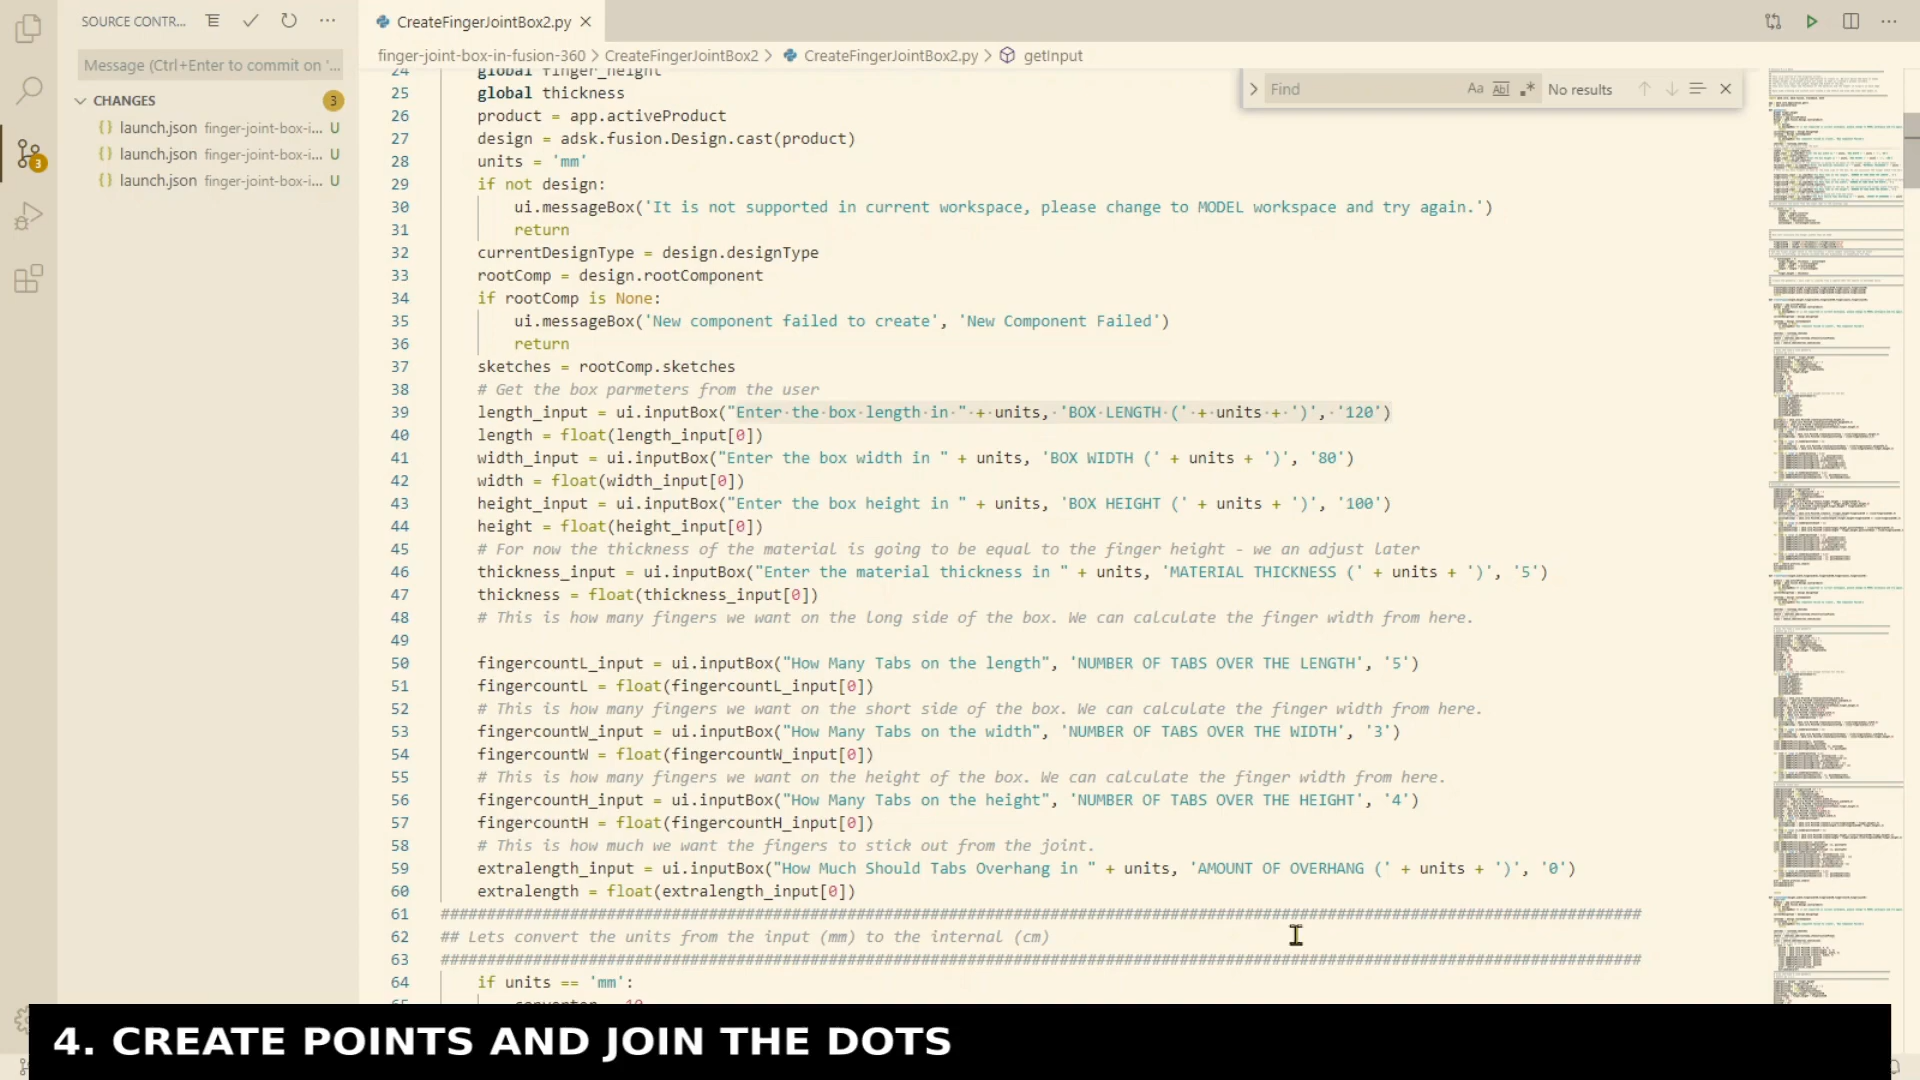 SOURCE CONTR...
CreateFingerJointBox2.py
Message (Ctrl+Enter to commit on '...
CHANGES
3
launch.json finger-joint-box-i... U
launch.json finger-joint-box-i... U
launch.json finger-joint-box-i... U
3
finger-joint-box-in-fusion-360 > CreateFingerJointBox2 > CreateFingerJointBox2.py > getInput
Find
Aa
Abl
No results
24 global finger_height
25 global thickness
26 product = app.activeProduct
27 design = adsk.fusion.Design.cast(product)
28 units = 'mm'
29 if not design:
30 ui.messageBox('It is not supported in current workspace, please change to MODEL workspace and try again.')
31 return
32 currentDesignType = design.designType
33 rootComp = design.rootComponent
34 if rootComp is None:
35 ui.messageBox('New component failed to create', 'New Component Failed')
36 return
37 sketches = rootComp.sketches
38 # Get the box parmeters from the user
39 length_input = ui.inputBox("Enter·the·box·length·in·"·+·units,·'BOX·LENGTH·('·+·units·+·')',·'120')
40 length = float(length_input[0])
41 width_input = ui.inputBox("Enter the box width in " + units, 'BOX WIDTH (' + units + ')', '80')
42 width = float(width_input[0])
43 height_input = ui.inputBox("Enter the box height in " + units, 'BOX HEIGHT (' + units + ')', '100')
44 height = float(height_input[0])
45 # For now the thickness of the material is going to be equal to the finger height - we an adjust later
46 thickness_input = ui.inputBox("Enter the material thickness in " + units, 'MATERIAL THICKNESS (' + units + ')', '5')
47 thickness = float(thickness_input[0])
48 # This is how many fingers we want on the long side of the box. We can calculate the finger width from here.
49
50 fingercountL_input = ui.inputBox("How Many Tabs on the length", 'NUMBER OF TABS OVER THE LENGTH', '5')
51 fingercountL = float(fingercountL_input[0])
52 # This is how many fingers we want on the short side of the box. We can calculate the finger width from here.
53 fingercountW_input = ui.inputBox("How Many Tabs on the width", 'NUMBER OF TABS OVER THE WIDTH', '3')
54 fingercountW = float(fingercountW_input[0])
55 # This is how many fingers we want on the height of the box. We can calculate the finger width from here.
56 fingercountH_input = ui.inputBox("How Many Tabs on the height", 'NUMBER OF TABS OVER THE HEIGHT', '4')
57 fingercountH = float(fingercountH_input[0])
58 # This is how much we want the fingers to stick out from the joint.
59 extralength_input = ui.inputBox("How Much Should Tabs Overhang in " + units, 'AMOUNT OF OVERHANG (' + units + ')', '0')
60 extralength = float(extralength_input[0])
61 ##################################################################################################################################
62 ## Lets convert the units from the input (mm) to the internal (cm)
63 ##################################################################################################################################
64 if units == 'mm':
4. CREATE POINTS AND JOIN THE DOTS